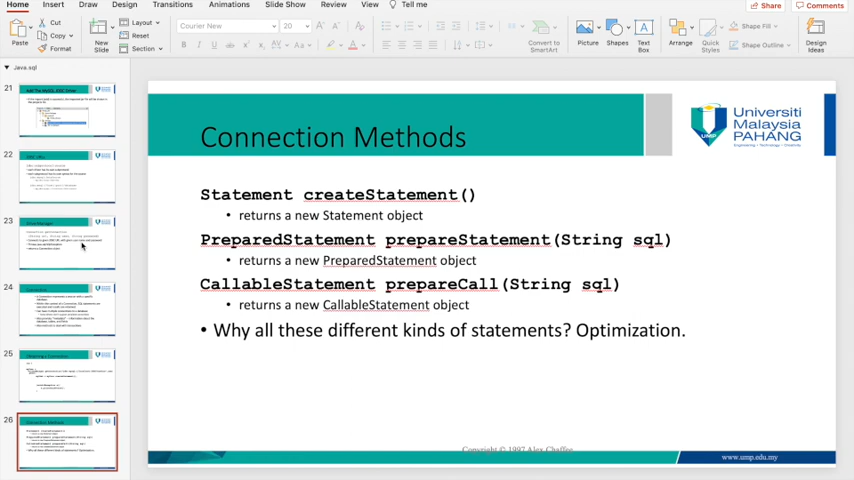 Home Insert Draw Design Transitions Animations Slide Show Review View Tell me Share Comments
Paste Cut Copy Format New Slide Layout Reset Section Courier New 20 Convert to SmartArt Picture Shapes Text Box Arrange Quick Styles Shape Fill Shape Outline Design Ideas
Java.sql
21
22
23
24
25
26
Connection Methods
Universiti
Malaysia
PAHANG
Engineering • Technology • Creativity
UMP
Statement createStatement()
• returns a new Statement object
PreparedStatement prepareStatement(String sql)
• returns a new PreparedStatement object
CallableStatement prepareCall(String sql)
• returns a new CallableStatement object
• Why all these different kinds of statements? Optimization.
Copyright © 1997 Alex Chaffee
www.ump.edu.my